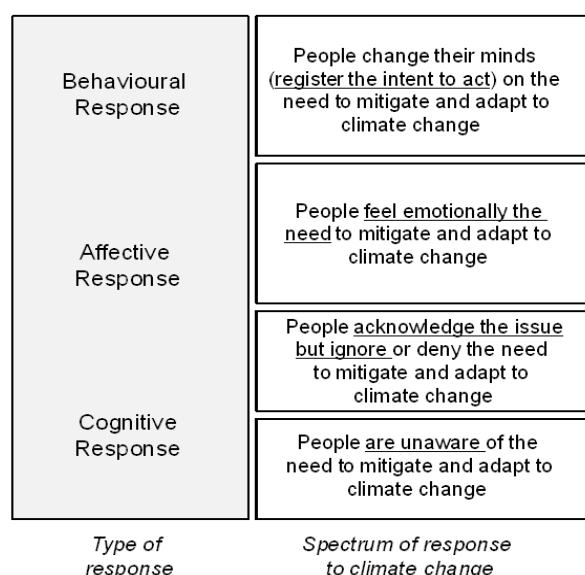 Behavioural
Response
People change their minds
(register the intent to act) on the
need to mitigate and adapt to
climate change
Affective
Response
People feel emotionally the
need to mitigate and adapt to
climate change
Cognitive
Response
People acknowledge the issue
but ignore or deny the need
to mitigate and adapt to
climate change
People are unaware of the
need to mitigate and adapt to
climate change
Type of
response
Spectrum of response
to climate change